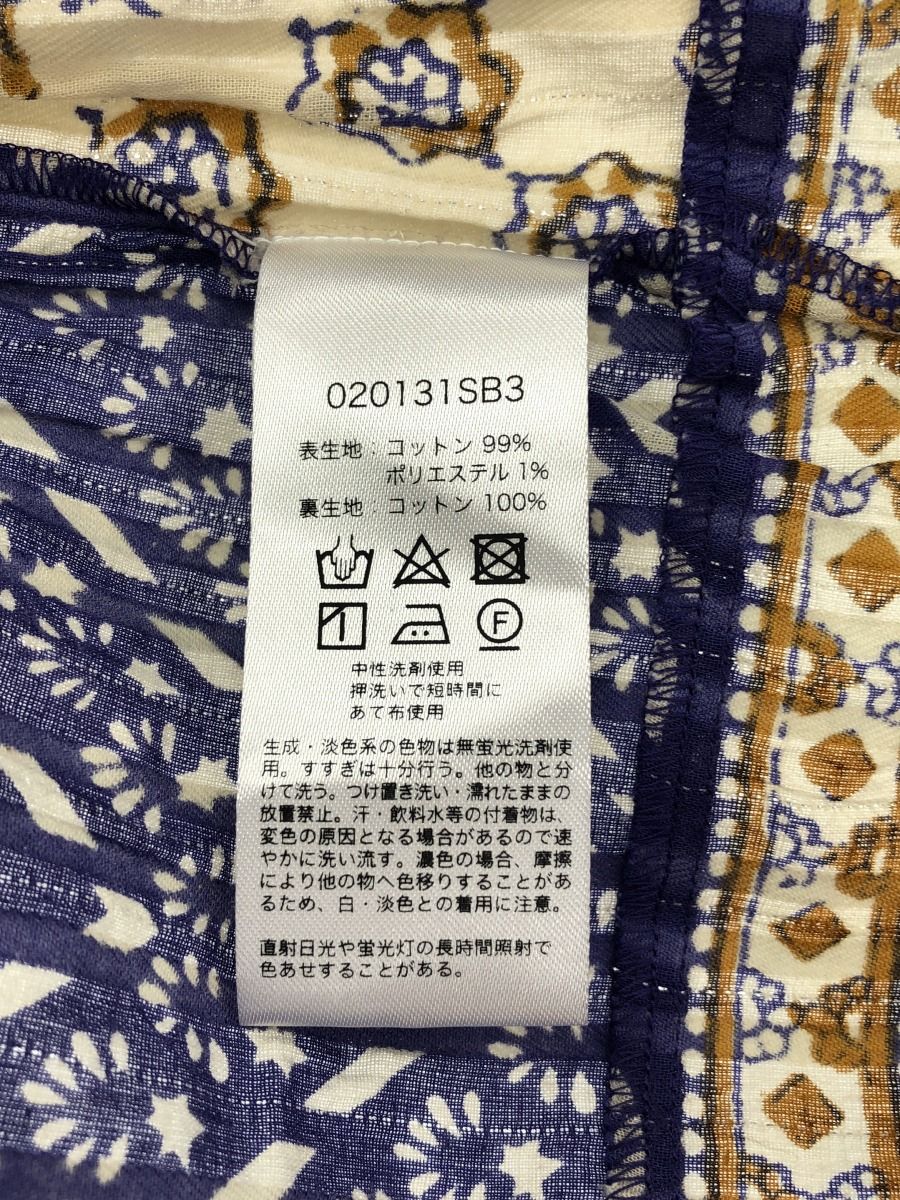 020131SB3
表生地：コットン 99%
ポリエステル 1%
裏生地：コットン 100%
F
中性洗剤使用
押洗いで短時間に
あて布使用
生成・淡色系の色物は無蛍光洗剤使
用。すすぎは十分行う。他の物と分
けて洗う。つけ置き洗い・濡れたままの
放置禁止。汗・飲料水等の付着物は、
変色の原因となる場合があるので速
やかに洗い流す。濃色の場合、摩擦
により他の物へ色移りすることがあ
るため、白・淡色との着用に注意。
直射日光や蛍光灯の長時間照射で
色あせすることがある。